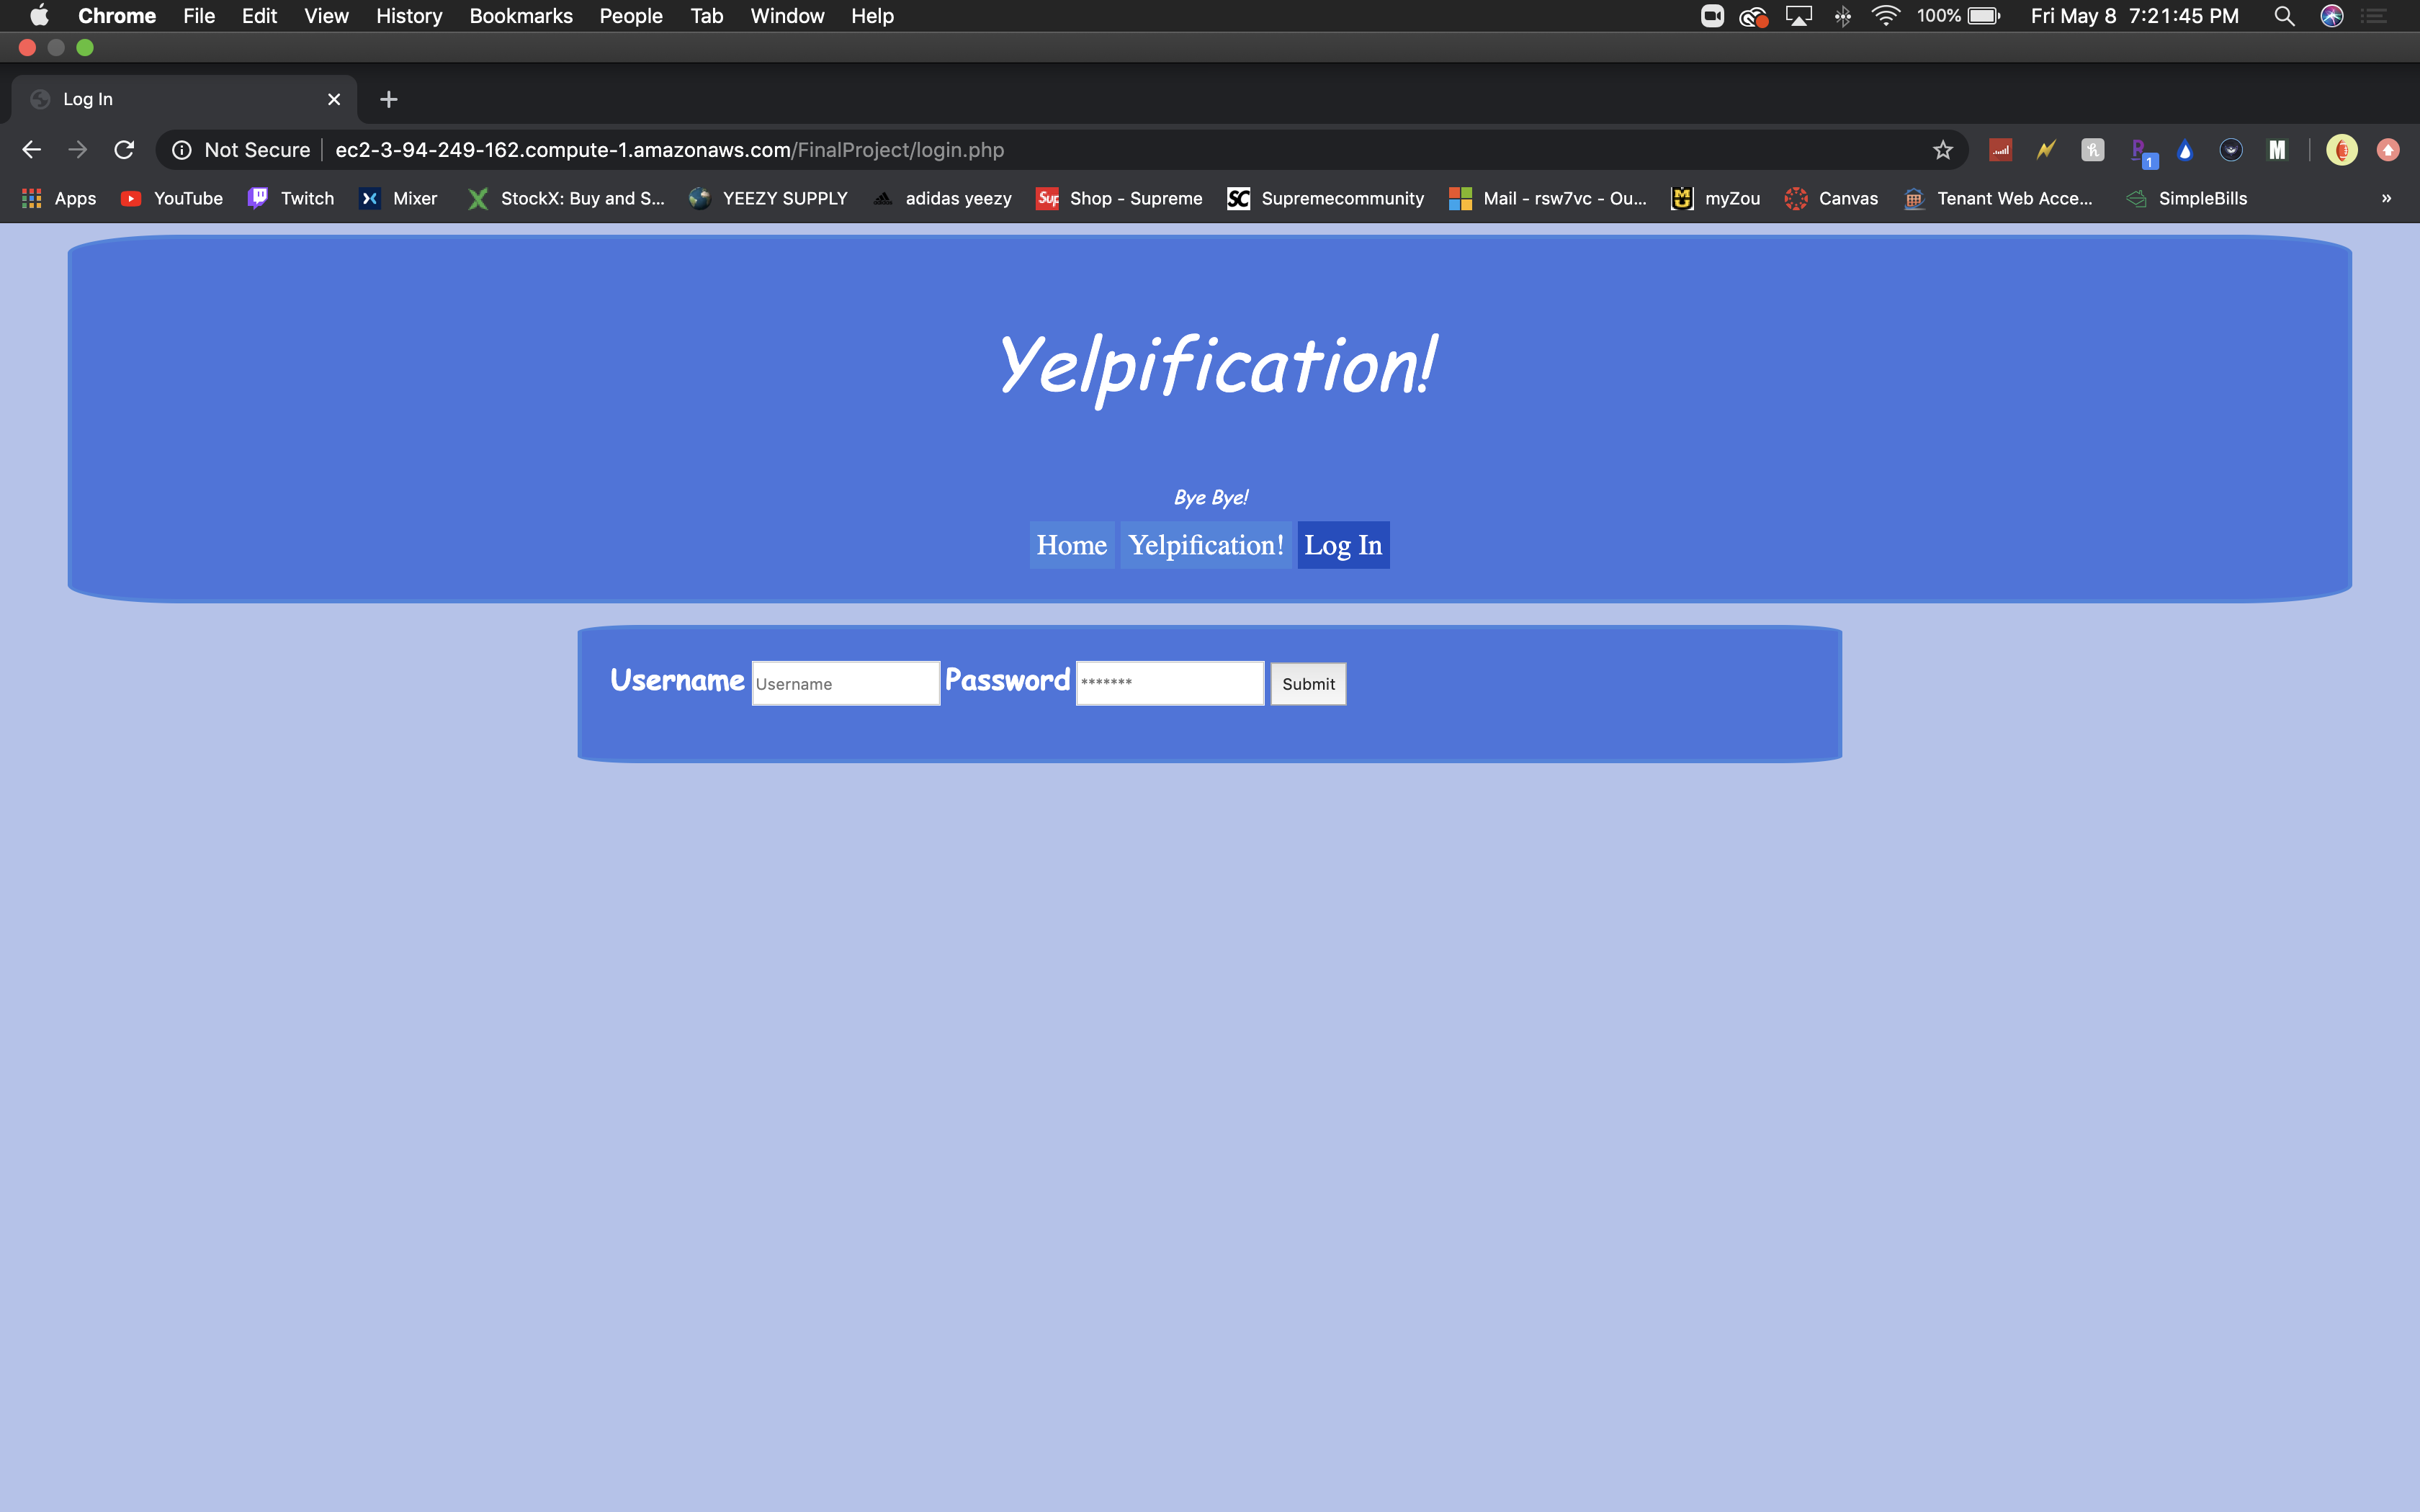 Chrome File Edit View History Bookmarks People Tab Window Help 100% Fri May 8 7:21:45 PM
Log In
Not Secure ec2-3-94-249-162.compute-1.amazonaws.com/FinalProject/login.php 1 M
Apps YouTube Twitch Mixer StockX: Buy and S... YEEZY SUPPLY adidas yeezy Sup Shop - Supreme SC Supremecommunity Mail - rsw7vc - Ou... myZou Canvas Tenant Web Acce... SimpleBills »
Yelpification!
Bye Bye!
Home Yelpification! Log In
Username Username Password ******* Submit